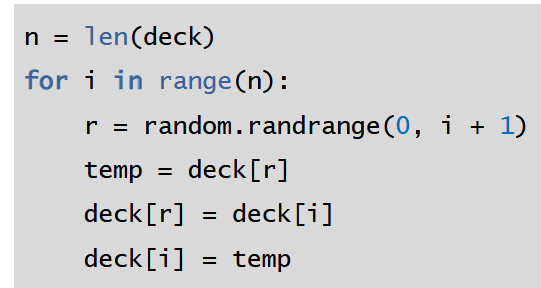 n = len(deck)
for i in range(n):
    r = random.randrange(0, i + 1)
    temp = deck[r]
    deck[r] = deck[i]
    deck[i] = temp